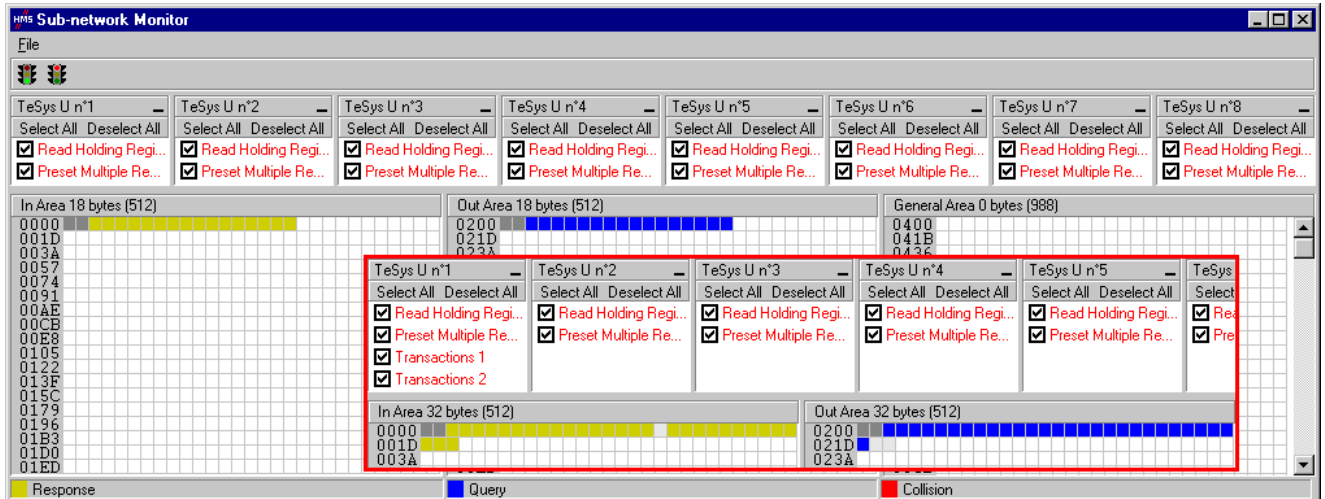 HMS Sub-network Monitor
File
TeSys U n°1 TeSys U n°2 TeSys U n°3 TeSys U n°4 TeSys U n°5 TeSys U n°6 TeSys U n°7 TeSys U n°8
Select All Deselect All Select All Deselect All Select All Deselect All Select All Deselect All Select All Deselect All Select All Deselect All Select All Deselect All Select All Deselect All
Read Holding Regi... Read Holding Regi... Read Holding Regi... Read Holding Regi... Read Holding Regi... Read Holding Regi... Read Holding Regi... Read Holding Regi...
Preset Multiple Re... Preset Multiple Re... Preset Multiple Re... Preset Multiple Re... Preset Multiple Re... Preset Multiple Re... Preset Multiple Re... Preset Multiple Re...
In Area 18 bytes (512) Out Area 18 bytes (512) General Area 0 bytes (988)
0000 0200 0400
001D 021D 041B
003A 023A 0436
0057
0074
0091
00AE
00CB
00E8
0105
0122
013F
015C
0179
0196
01B3
01D0
01ED
TeSys U n°1 TeSys U n°2 TeSys U n°3 TeSys U n°4 TeSys U n°5 TeSys
Select All Deselect All Select All Deselect All Select All Deselect All Select All Deselect All Select All Deselect All Select
Read Holding Regi... Read Holding Regi... Read Holding Regi... Read Holding Regi... Read Holding Regi... Rea
Preset Multiple Re... Preset Multiple Re... Preset Multiple Re... Preset Multiple Re... Preset Multiple Re... Pre
Transactions 1
Transactions 2
In Area 32 bytes (512) Out Area 32 bytes (512)
0000 0200
001D 021D
003A 023A
Response Query Collision